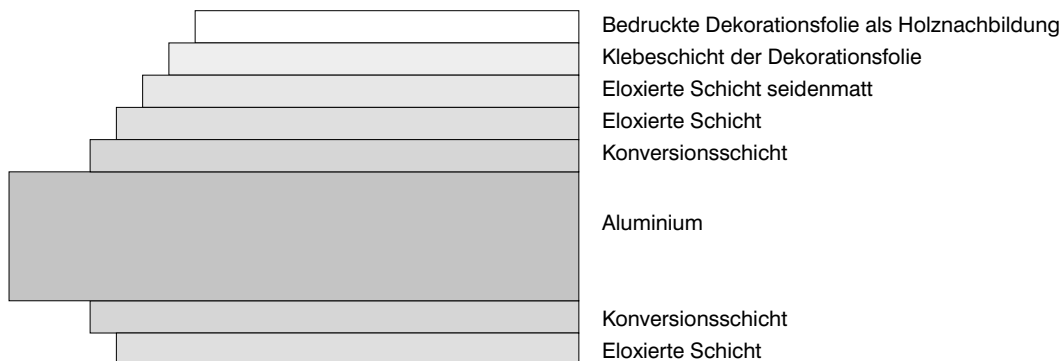 Bedruckte Dekorationsfolie als Holznachbildung
Klebeschicht der Dekorationsfolie
Eloxierte Schicht seidenmatt
Eloxierte Schicht
Konversionsschicht
Aluminium
Konversionsschicht
Eloxierte Schicht